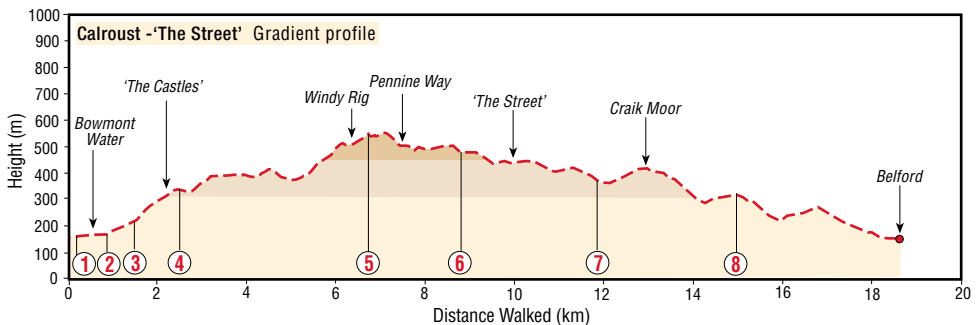 Calroust -‘The Street’ Gradient profile
Height (m)
1000
900
800
700
600
500
400
300
200
100
0
Bowmont
Water
‘The Castles’
Windy Rig
Pennine Way
‘The Street’
Craik Moor
Belford
1 2 3 4 5 6 7 8
0 2 4 6 8 10 12 14 16 18 20
Distance Walked (km)